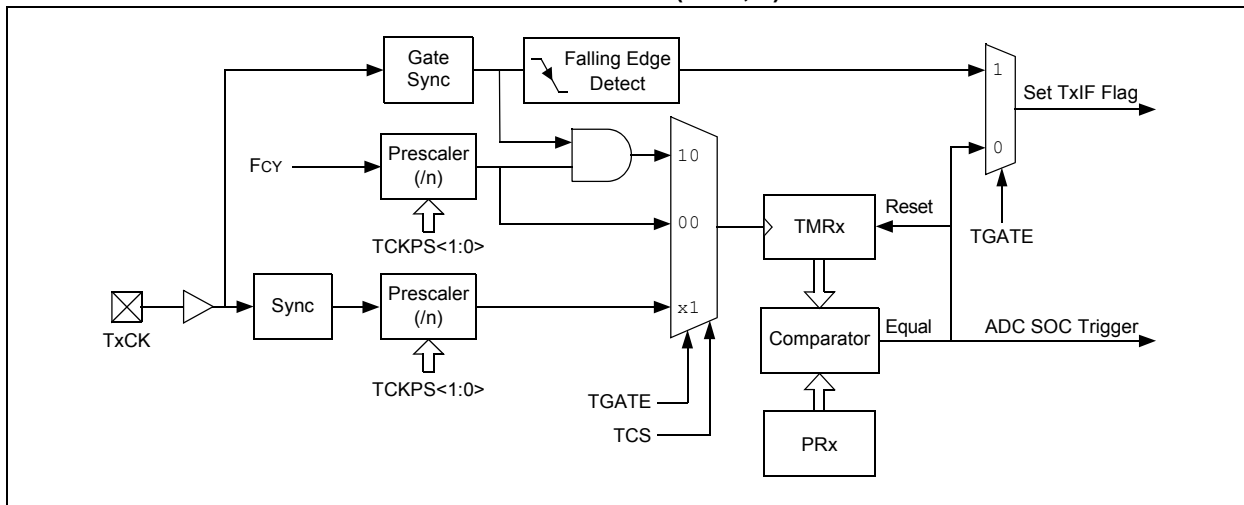 Gate
Sync
Falling Edge
Detect
1
Set TxIF Flag
FCY
Prescaler
(/n)
10
0
TCKPS<1:0>
00
TMRx
Reset
TGATE
TxCK
Sync
Prescaler
(/n)
x1
Comparator
Equal
ADC SOC Trigger
TCKPS<1:0>
TGATE
TCS
PRx